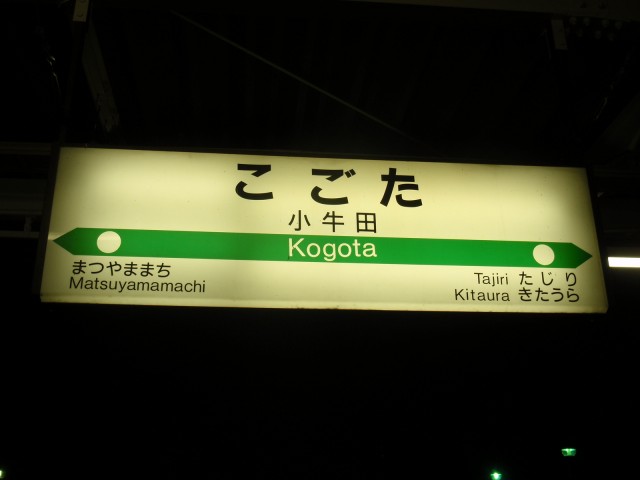 こごた
小牛田
Kogota
まつやままち
Matsuyamamachi
Tajiri たじり
Kitaura きたうら